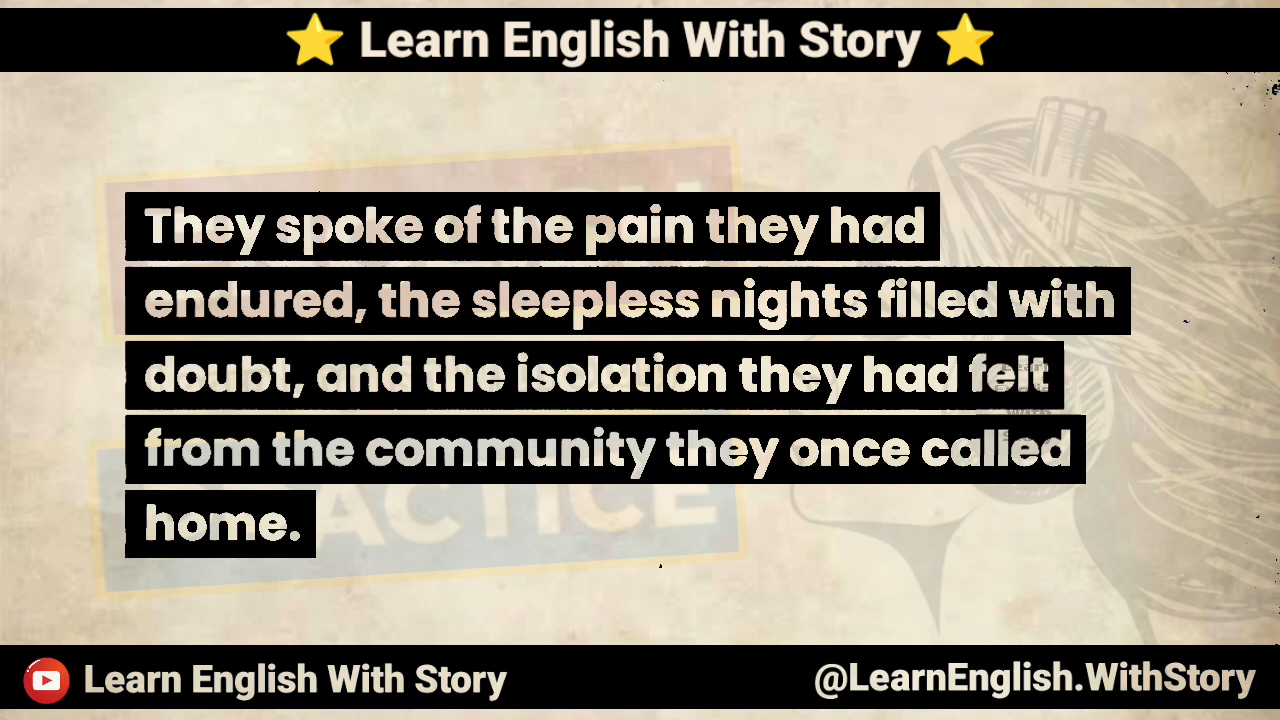 ⭐ Learn English With Story ⭐
They spoke of the pain they had
endured, the sleepless nights filled with
doubt, and the isolation they had felt
from the community they once called
home.
ACTICE
Learn English With Story
@LearnEnglish.WithStory